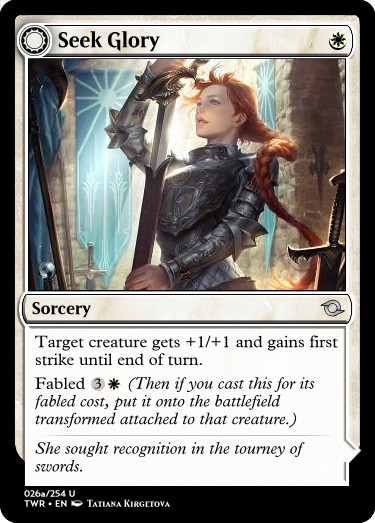 Seek Glory
Sorcery
Target creature gets +1/+1 and gains first
strike until end of turn.
Fabled 3 (Then if you cast this for its
fabled cost, put it onto the battlefield
transformed attached to that creature.)
She sought recognition in the tourney of
swords.
026a/254 U
TWR • EN Tatiana Kirgetova